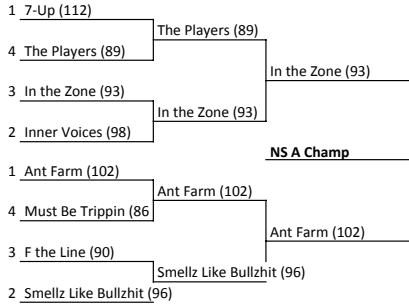 1 7-Up (112)
The Players (89)
4 The Players (89)
In the Zone (93)
3 In the Zone (93)
In the Zone (93)
2 Inner Voices (98)
NS A Champ
1 Ant Farm (102)
Ant Farm (102)
4 Must Be Trippin (86
Ant Farm (102)
3 F the Line (90)
Smellz Like Bullzhit (96)
2 Smellz Like Bullzhit (96)